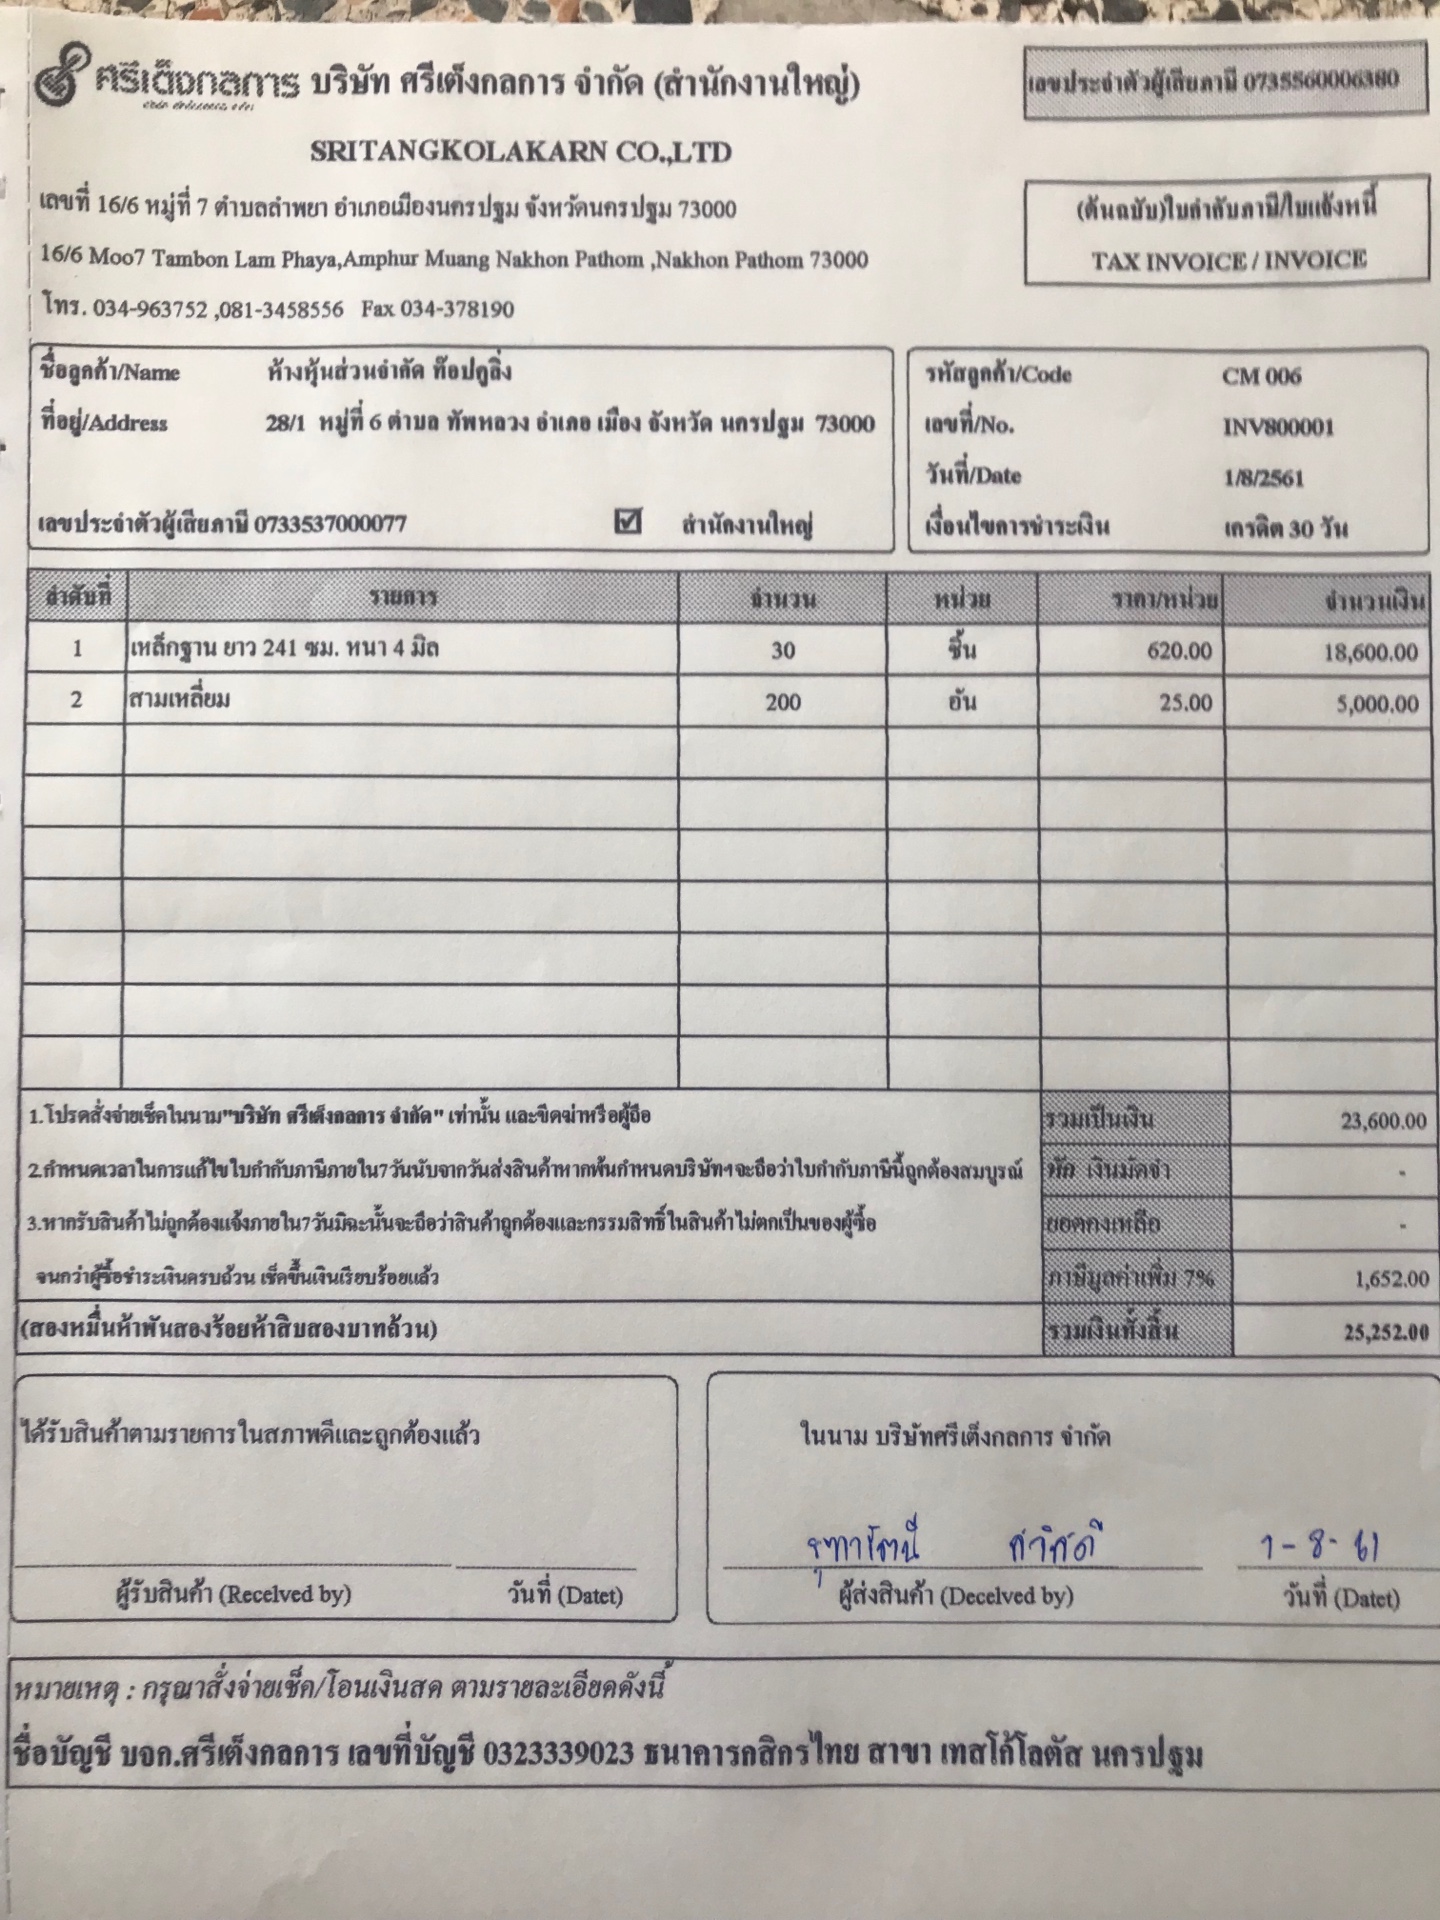 ศรีเต็งกลการ บริษัท ศรีเต็งกลการ จำกัด (สำนักงานใหญ่)
เลขประจำตัวผู้เสียภาษี 0735560006380
SRITANGKOLAKARN CO.,LTD
เลขที่ 16/6 หมู่ที่ 7 ตำบลลำพยา อำเภอเมืองนครปฐม จังหวัดนครปฐม 73000
(ต้นฉบับ)ใบกำกับภาษี/ใบแจ้งหนี้
16/6 Moo7 Tambon Lam Phaya,Amphur Muang Nakhon Pathom ,Nakhon Pathom 73000
TAX INVOICE / INVOICE
โทร. 034-963752 ,081-3458556 Fax 034-378190
ชื่อลูกค้า/Name ห้างหุ้นส่วนจำกัด ท๊อปกูลิ่ง
รหัสลูกค้า/Code CM 006
ที่อยู่/Address 28/1 หมู่ที่ 6 ตำบล ทัพหลวง อำเภอ เมือง จังหวัด นครปฐม 73000
เลขที่/No. INV800001
วันที่/Date 1/8/2561
เลขประจำตัวผู้เสียภาษี 0733537000077 ☑ สำนักงานใหญ่
เงื่อนไขการชำระเงิน เครดิต 30 วัน
ลำดับที่ รายการ จำนวน หน่วย ราคา/หน่วย จำนวนเงิน
1 เหล็กฐาน ยาว 241 ซม. หนา 4 มิล 30 ชิ้น 620.00 18,600.00
2 สามเหลี่ยม 200 อัน 25.00 5,000.00
1.โปรดสั่งจ่ายเช็คในนาม"บริษัท ศรีเต็งกลการ จำกัด" เท่านั้น และขีดฆ่าหรือผู้ถือ
รวมเป็นเงิน 23,600.00
2.กำหนดเวลาในการแก้ไขใบกำกับภาษีภายใน7วันนับจากวันส่งสินค้าหากพ้นกำหนดบริษัทฯจะถือว่าใบกำกับภาษีนี้ถูกต้องสมบูรณ์
หัก เงินมัดจำ -
3.หากรับสินค้าไม่ถูกต้องแจ้งภายใน7วันมิฉะนั้นจะถือว่าสินค้าถูกต้องและกรรมสิทธิ์ในสินค้าไม่ตกเป็นของผู้ซื้อ
ยอดคงเหลือ -
จนกว่าผู้ซื้อชำระเงินครบถ้วน เช็คขึ้นเงินเรียบร้อยแล้ว
ภาษีมูลค่าเพิ่ม 7% 1,652.00
(สองหมื่นห้าพันสองร้อยห้าสิบสองบาทถ้วน)
รวมเงินทั้งสิ้น 25,252.00
ได้รับสินค้าตามรายการในสภาพดีและถูกต้องแล้ว
ในนาม บริษัทศรีเต็งกลการ จำกัด
1-8-61
ผู้รับสินค้า (Recelved by) วันที่ (Datet)
ผู้ส่งสินค้า (Decelved by) วันที่ (Datet)
หมายเหตุ : กรุณาสั่งจ่ายเช็ค/โอนเงินสด ตามรายละเอียดดังนี้
ชื่อบัญชี บจก.ศรีเต็งกลการ เลขที่บัญชี 0323339023 ธนาคารกสิกรไทย สาขา เทสโก้โลตัส นครปฐม